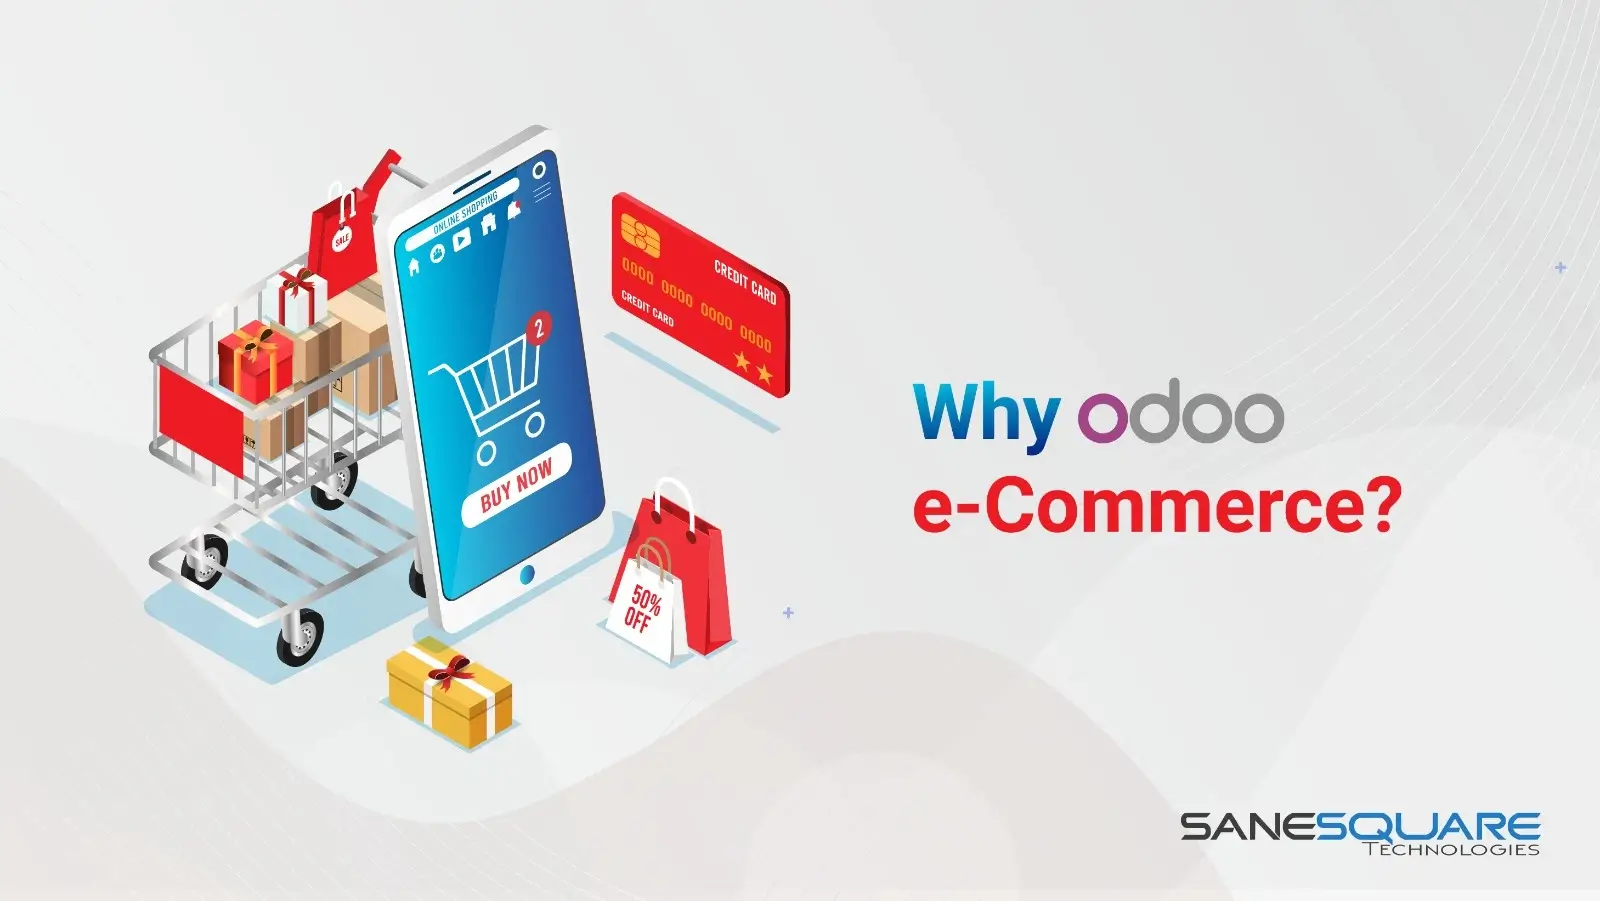 SALE
ONLINE SHOPPING
2
BUY NOW
CREDIT CARD
0000 0000 0000 0000
CREDIT CARD
50%
OFF
Why odoo
e-Commerce?
SANESQUARE
TECHNOLOGIES